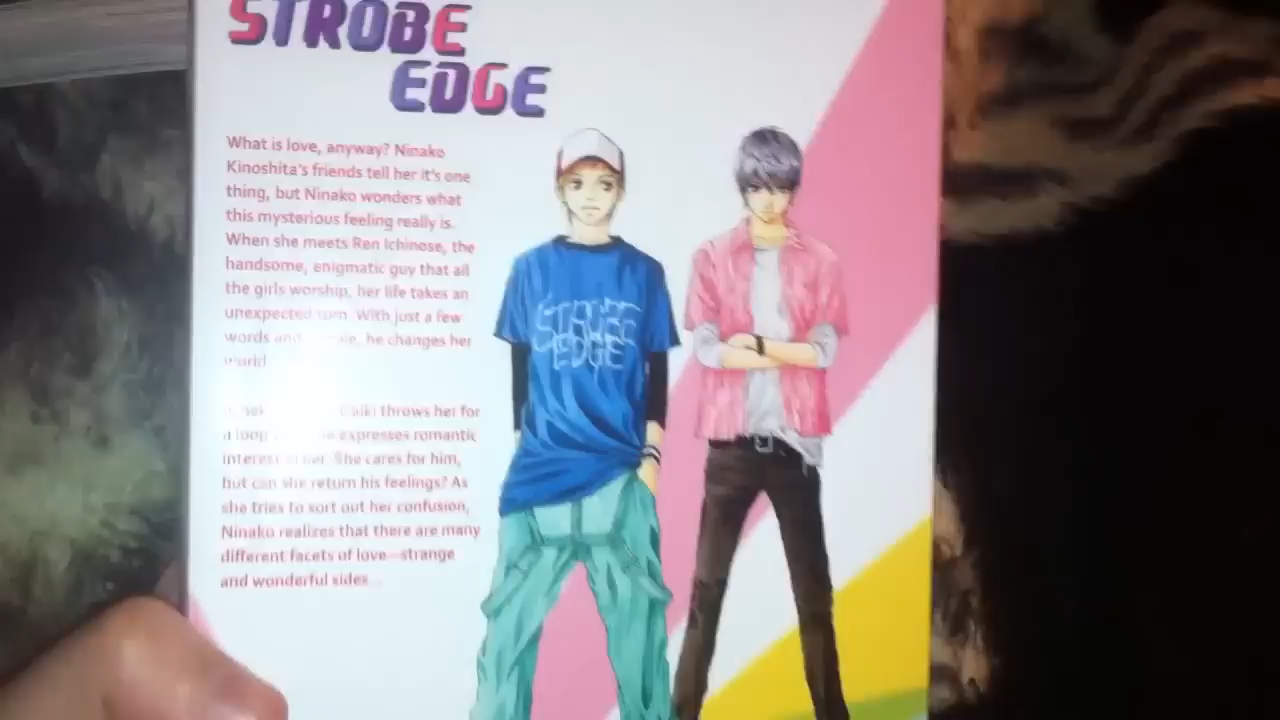 STROBE
EDGE
What is love, anyway? Ninako
Kinoshita's friends tell her it's one
thing, but Ninako wonders what
this mysterious feeling really is.
When she meets Ren Ichinose, the
handsome, enigmatic guy that all
the girls worship, her life takes an
unexpected turn. With just a few
words and he changes her
world
Daiki throws her for
a loop expresses romantic
interest in her. She cares for him,
but can she return his feelings? As
she tries to sort out her confusion,
Ninako realizes that there are many
different facets of love—strange
and wonderful sides...
STROBE
EDGE